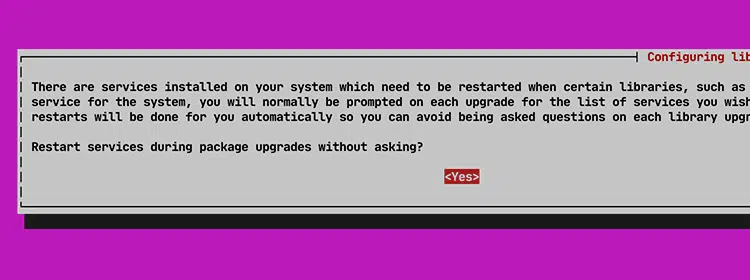 Configuring lib
There are services installed on your system which need to be restarted when certain libraries, such as
service for the system, you will normally be prompted on each upgrade for the list of services you wish
restarts will be done for you automatically so you can avoid being asked questions on each library upgr
Restart services during package upgrades without asking?
<Yes>